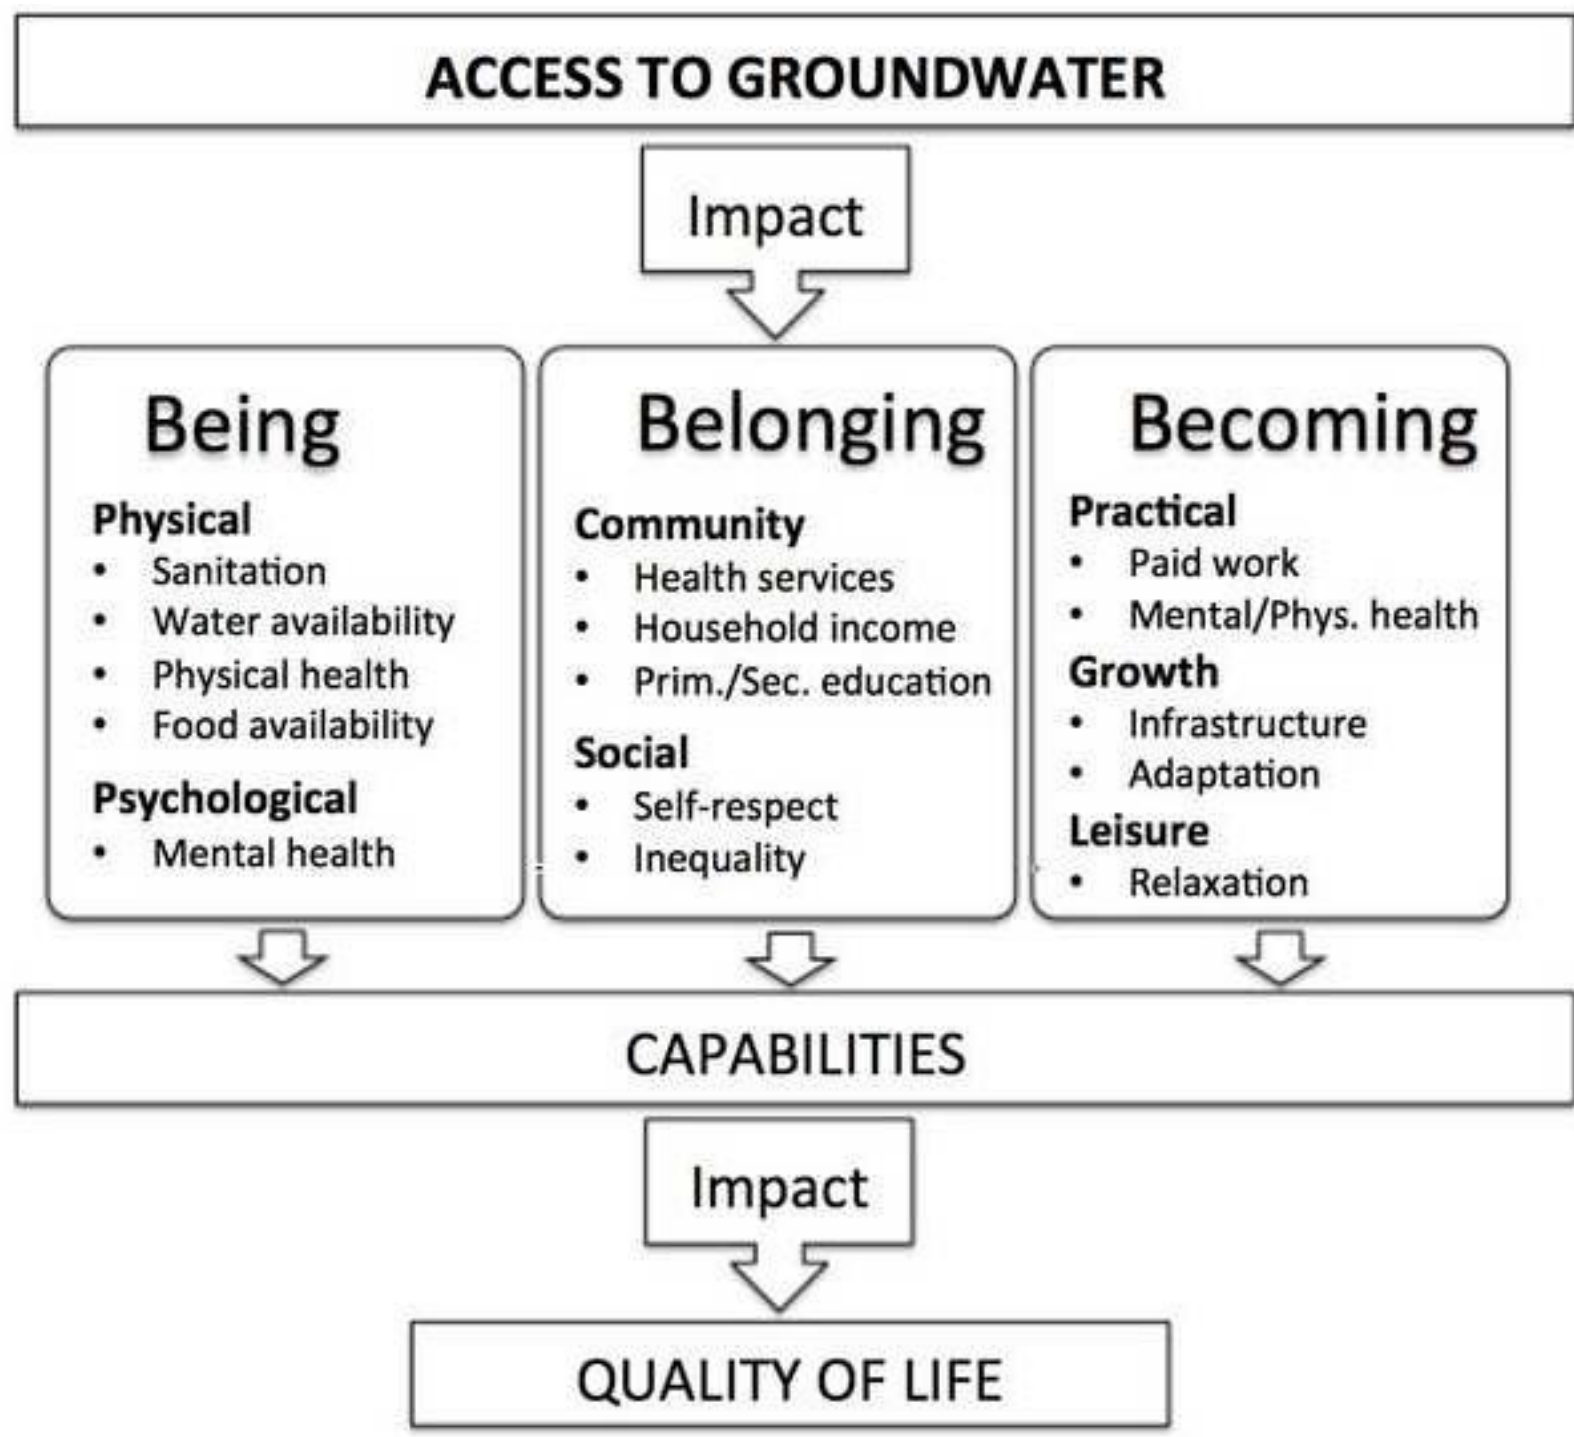 ACCESS TO GROUNDWATER
Impact
Being
Physical
• Sanitation
• Water availability
• Physical health
• Food availability
Psychological
• Mental health
Belonging
Community
• Health services
• Household income
• Prim./Sec. education
Social
• Self-respect
• Inequality
Becoming
Practical
• Paid work
• Mental/Phys. health
Growth
• Infrastructure
• Adaptation
Leisure
• Relaxation
CAPABILITIES
Impact
QUALITY OF LIFE